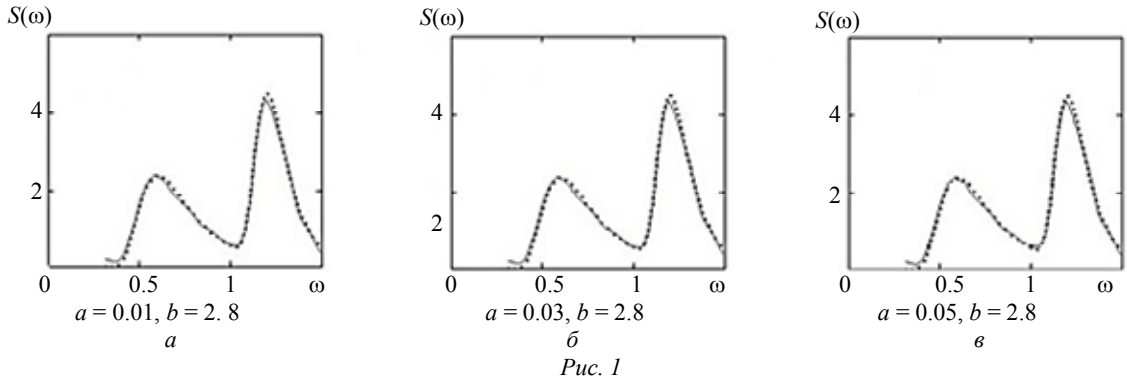 S(ω) S(ω) S(ω)
4 4 4
2 2 2
0 0.5 1 ω 0 0.5 1 ω 0 0.5 1 ω
a = 0.01, b = 2. 8 a = 0.03, b = 2.8 a = 0.05, b = 2.8
а б в
Рис. 1